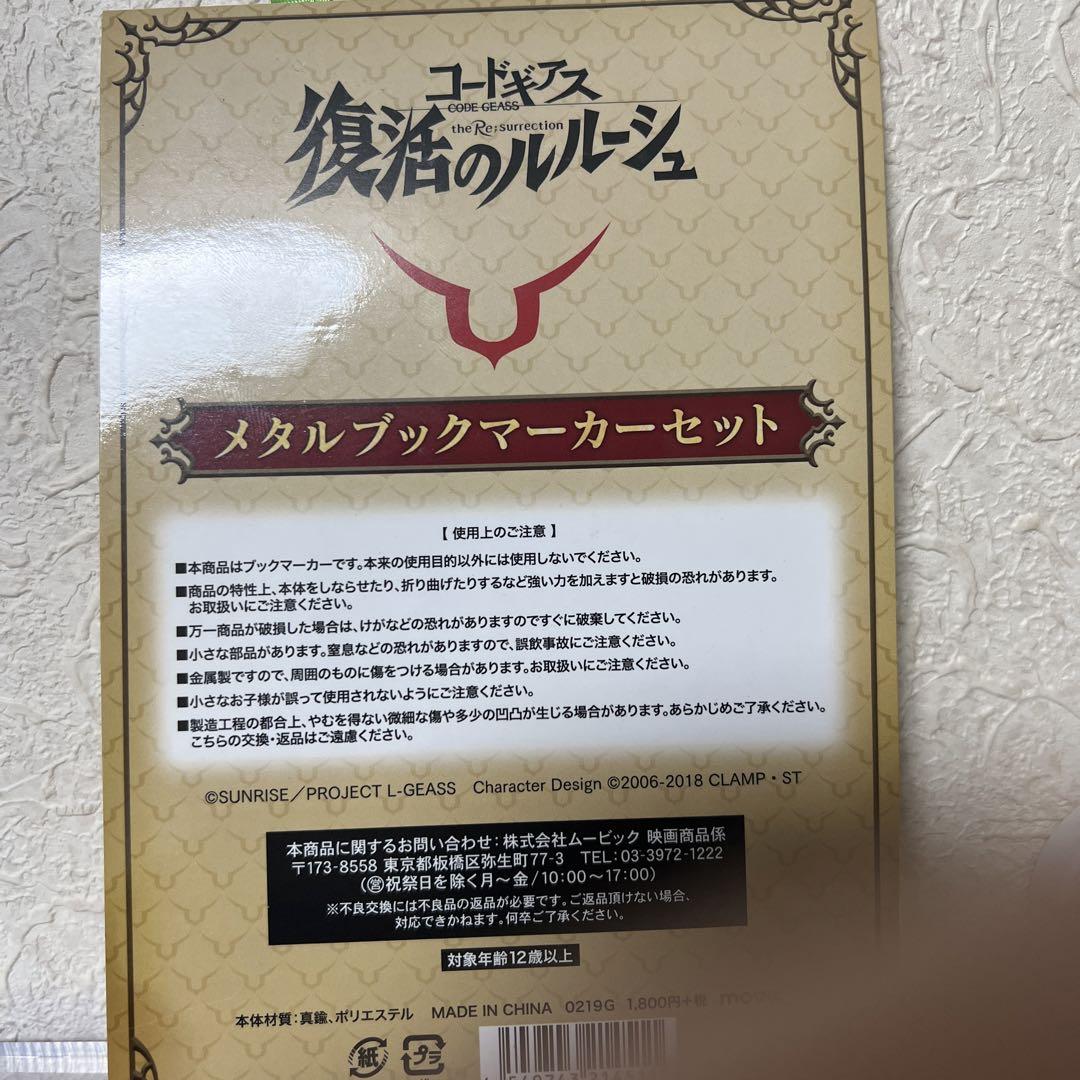 コードギアス
CODE GEASS
the Re;surrection
復活のルルーシュ
メタルブックマーカーセット
【 使用上のご注意 】
■本商品はブックマーカーです。本来の使用目的以外には使用しないでください。
■商品の特性上、本体をしならせたり、折り曲げたりするなど強い力を加えますと破損の恐れがあります。
お取扱いにご注意ください。
■万一商品が破損した場合は、けがなどの恐れがありますのですぐに破棄してください。
■小さな部品があります。窒息などの恐れがありますので、誤飲事故にご注意ください。
■金属製ですので、周囲のものに傷をつける場合があります。お取扱いにご注意ください。
■小さなお子様が誤って使用されないようにご注意ください。
■製造工程の都合上、やむを得ない微細な傷や多少の凹凸が生じる場合があります。あらかじめご了承ください。
こちらの交換・返品はご遠慮ください。
©SUNRISE／PROJECT L-GEASS Character Design ©2006-2018 CLAMP・ST
本商品に関するお問い合わせ：株式会社ムービック 映画商品係
〒173-8558 東京都板橋区弥生町77-3 TEL：03-3972-1222
（㊡祝祭日を除く月～金/10:00～17:00）
※不良交換には不良品の返品が必要です。ご返品頂けない場合、
対応できかねます。何卒ご了承ください。
対象年齢12歳以上
本体材質：真鍮、ポリエステル MADE IN CHINA 0219G 1,800円+税
紙 プラ